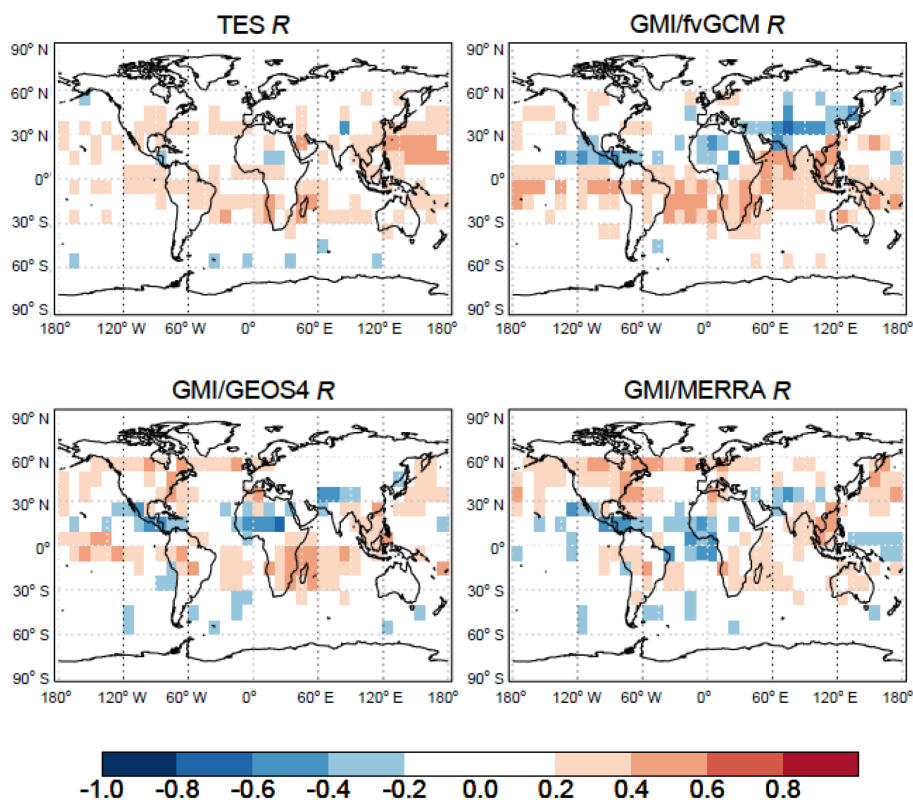 TES R
GMI/fvGCM R
90° N
60° N
30° N
0°
30° S
60° S
90° S
180° 120° W 60° W 0° 60° E 120° E 180°
90° N
60° N
30° N
0°
30° S
60° S
90° S
180° 120° W 60° W 0° 60° E 120° E 180°
GMI/GEOS4 R
GMI/MERRA R
90° N
60° N
30° N
0°
30° S
60° S
90° S
180° 120° W 60° W 0° 60° E 120° E 180°
90° N
60° N
30° N
0°
30° S
60° S
90° S
180° 120° W 60° W 0° 60° E 120° E 180°
-1.0 -0.8 -0.6 -0.4 -0.2 0.0 0.2 0.4 0.6 0.8